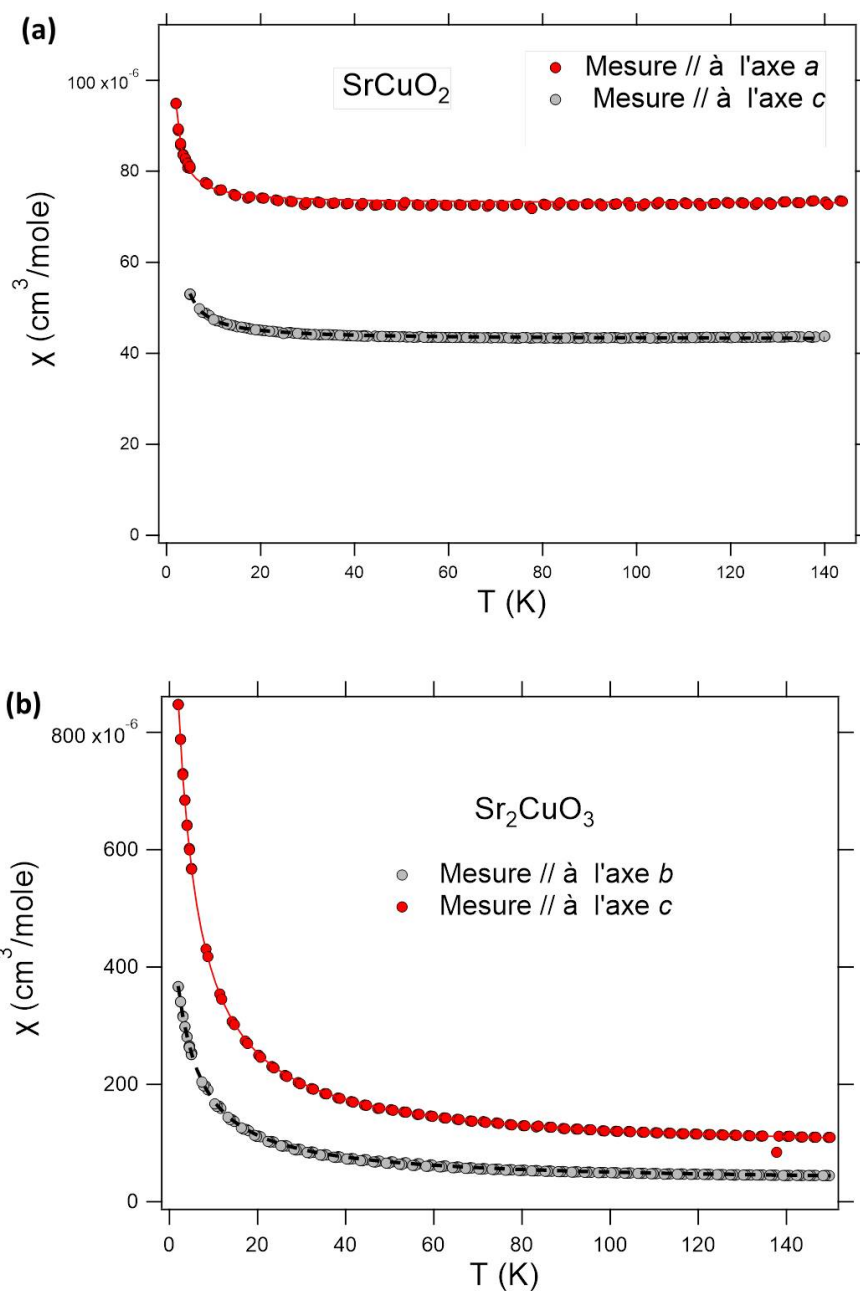 (a)
100 x10⁻⁶
SrCuO₂
Mesure // à l'axe a
Mesure // à l'axe c
80
60
40
20
0
χ (cm³/mole)
0 20 40 60 80 100 120 140
T (K)
(b)
800 x10⁻⁶
Sr₂CuO₃
Mesure // à l'axe b
Mesure // à l'axe c
600
400
200
0
χ (cm³/mole)
0 20 40 60 80 100 120 140
T (K)